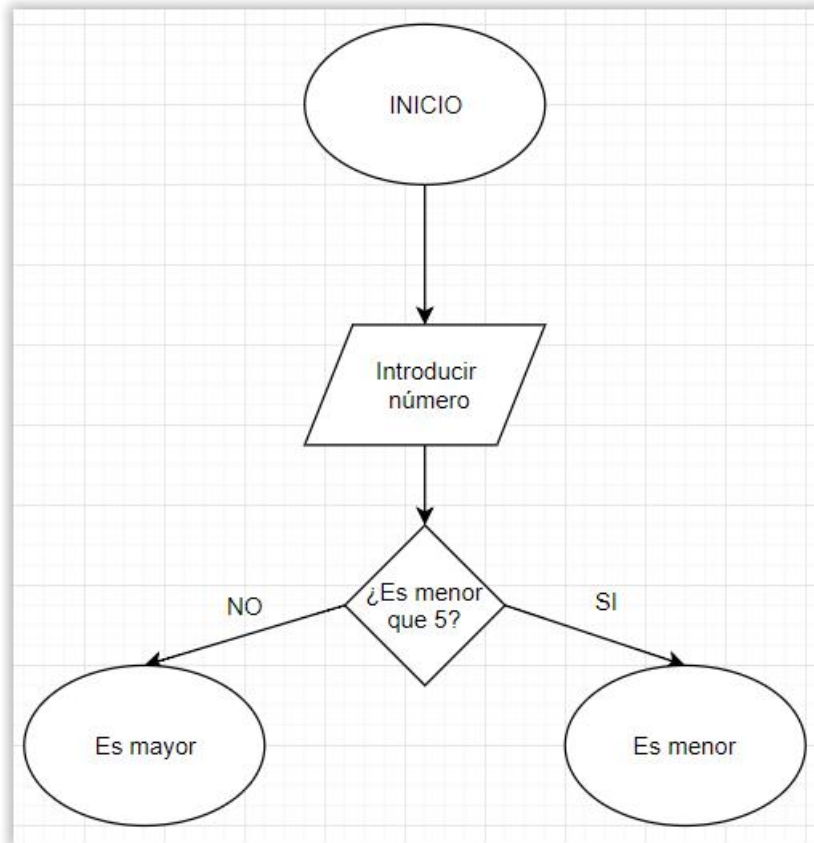 INICIO
Introducir
número
¿Es menor
que 5?
NO
SI
Es mayor
Es menor